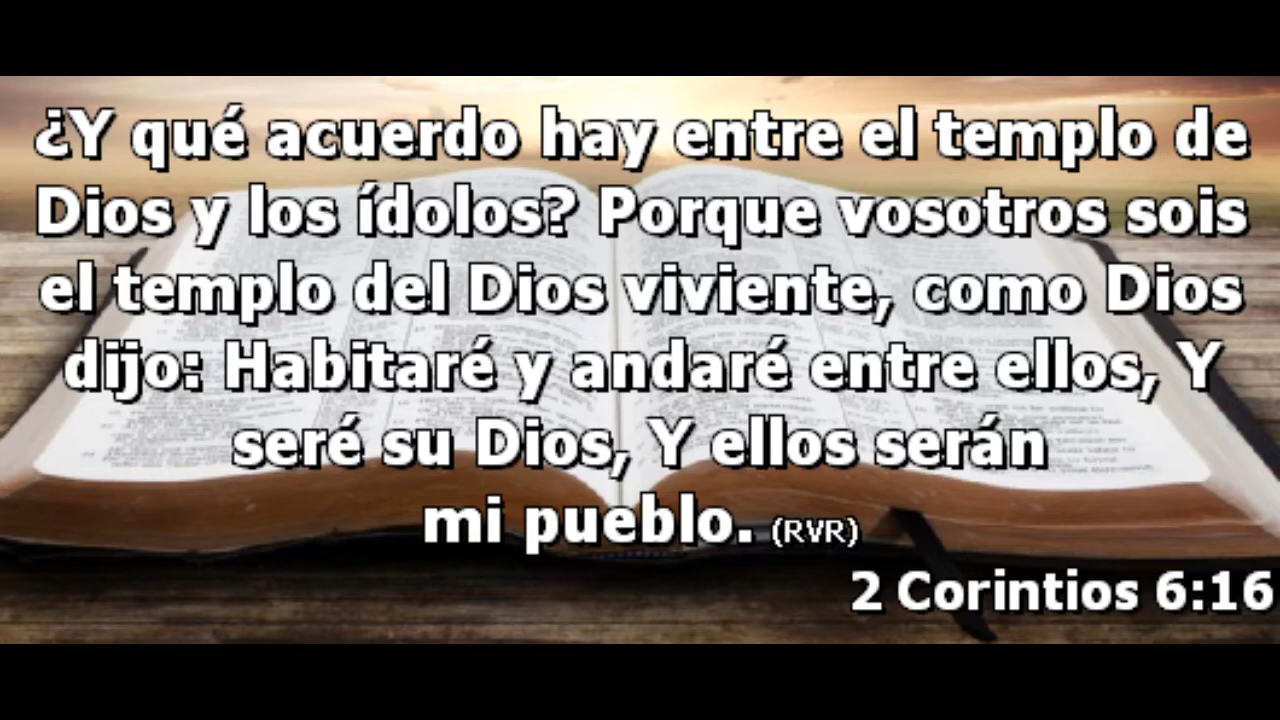 ¿Y qué acuerdo hay entre el templo de
Dios y los ídolos? Porque vosotros sois
el templo del Dios viviente, como Dios
dijo: Habitaré y andaré entre ellos, Y
seré su Dios, Y ellos serán
mi pueblo. (RVR)
2 Corintios 6:16